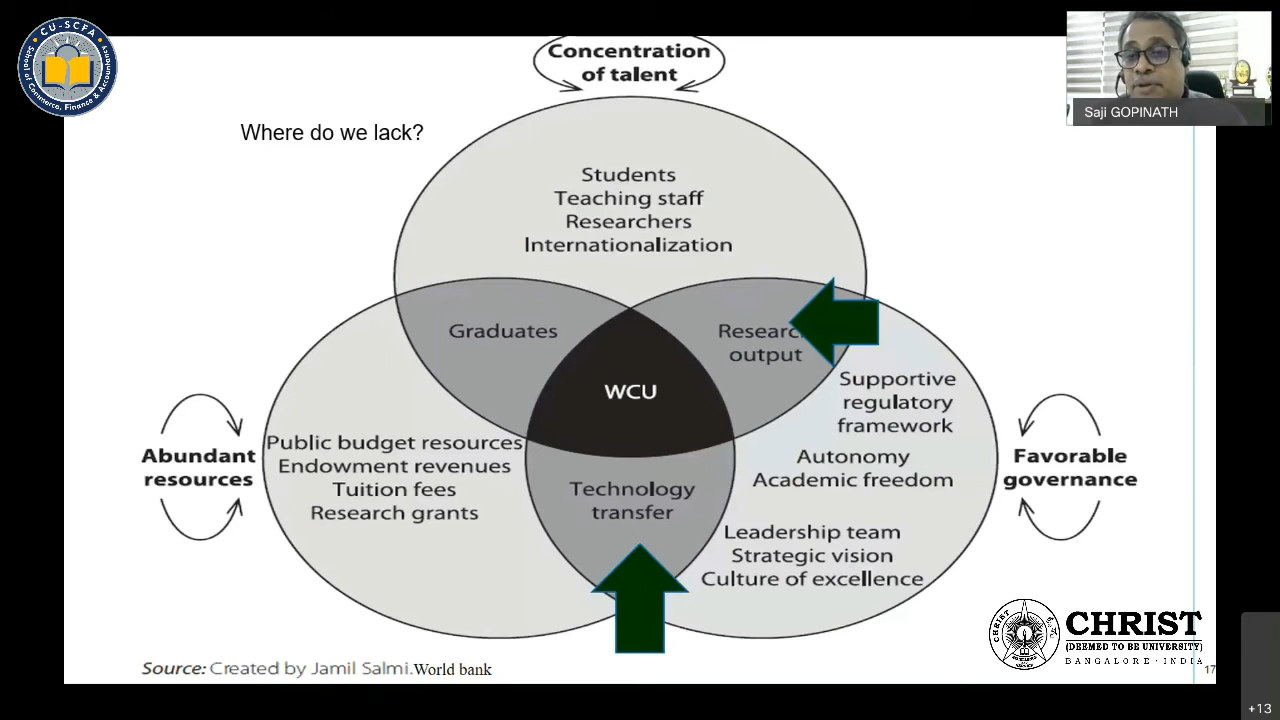 CU-SCFA
School of Commerce, Finance & Accountancy
Saji GOPINATH
Where do we lack?
Concentration
of talent
Students
Teaching staff
Researchers
Internationalization
Graduates
Research
output
WCU
Supportive
regulatory
framework
Autonomy
Academic freedom
Leadership team
Strategic vision
Culture of excellence
Abundant
resources
Public budget resources
Endowment revenues
Tuition fees
Research grants
Technology
transfer
Favorable
governance
CHRIST
(DEEMED TO BE UNIVERSITY)
BANGALORE · INDIA
Source: Created by Jamil Salmi. World bank
17
+13